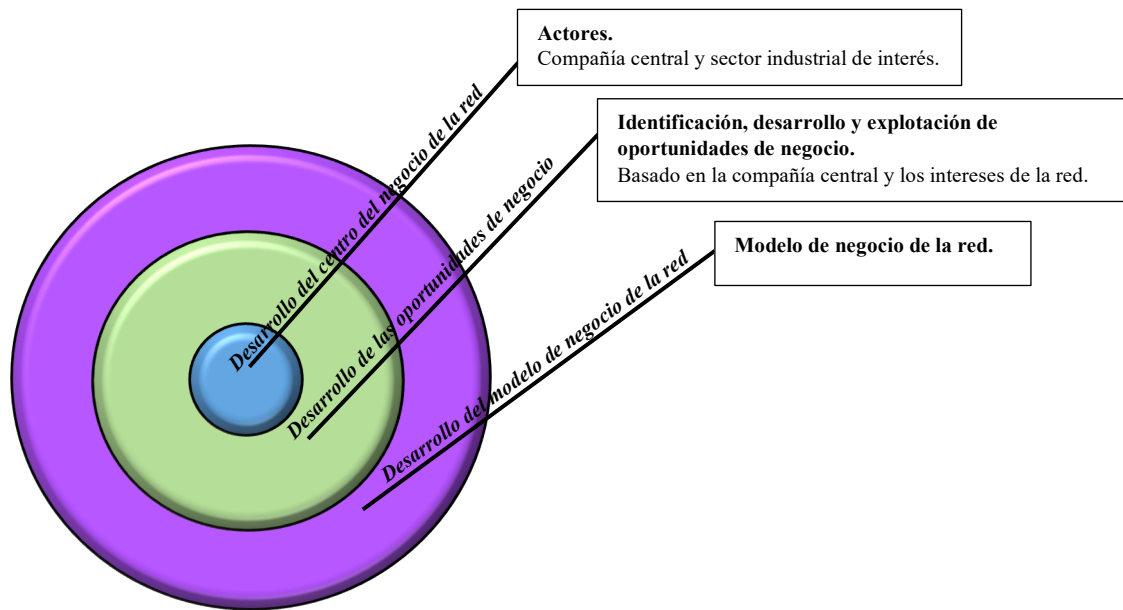 Actores.
Compañía central y sector industrial de interés.
Desarrollo del centro del negocio de la red
Identificación, desarrollo y explotación de
oportunidades de negocio.
Basado en la compañía central y los intereses de la red.
Desarrollo de las oportunidades de negocio
Modelo de negocio de la red.
Desarrollo del modelo de negocio de la red